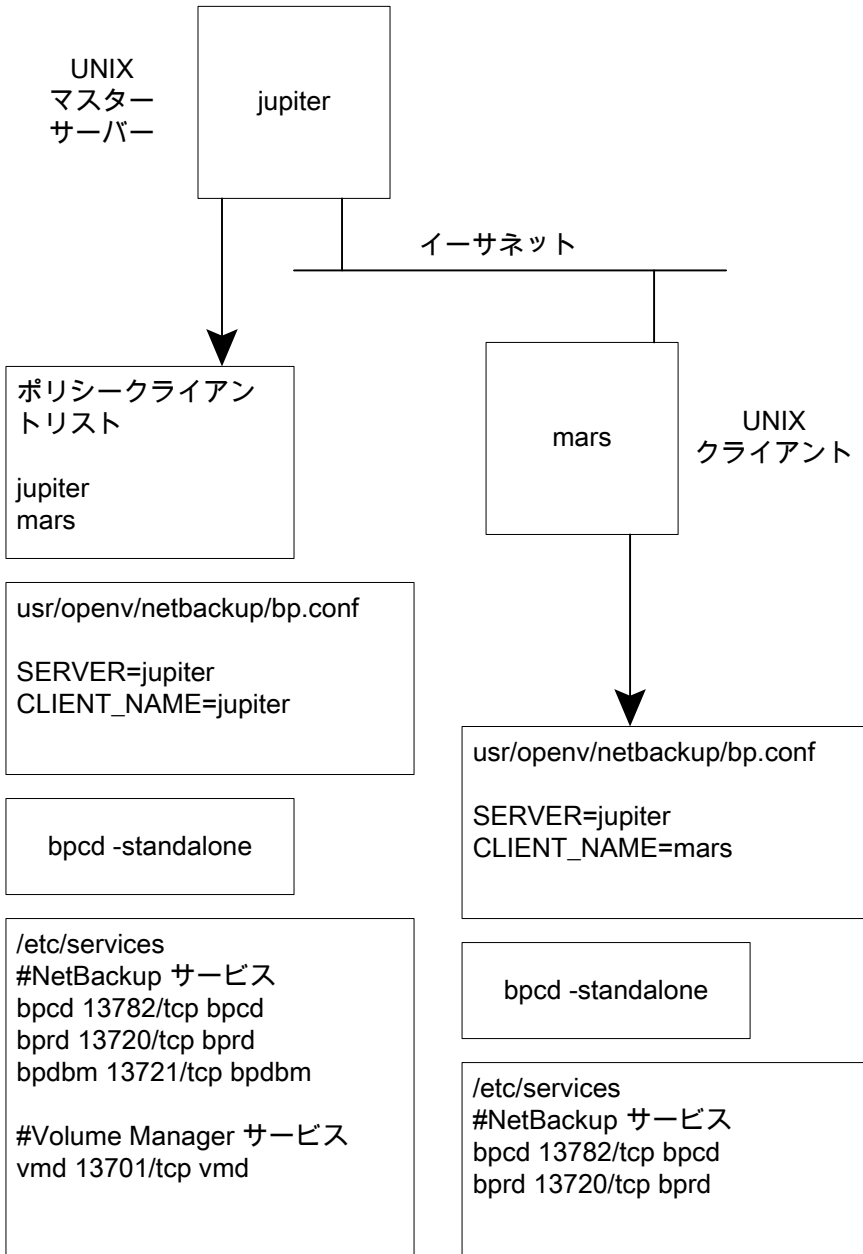 UNIX
マスター
サーバー
jupiter
イーサネット
ポリシークライアン
トリスト
jupiter
mars
mars
UNIX
クライアント
usr/openv/netbackup/bp.conf
SERVER=jupiter
CLIENT_NAME=jupiter
bpcd -standalone
/etc/services
#NetBackup サービス
bpcd 13782/tcp bpcd
bprd 13720/tcp bprd
bpdbm 13721/tcp bpdbm
#Volume Manager サービス
vmd 13701/tcp vmd
usr/openv/netbackup/bp.conf
SERVER=jupiter
CLIENT_NAME=mars
bpcd -standalone
/etc/services
#NetBackup サービス
bpcd 13782/tcp bpcd
bprd 13720/tcp bprd